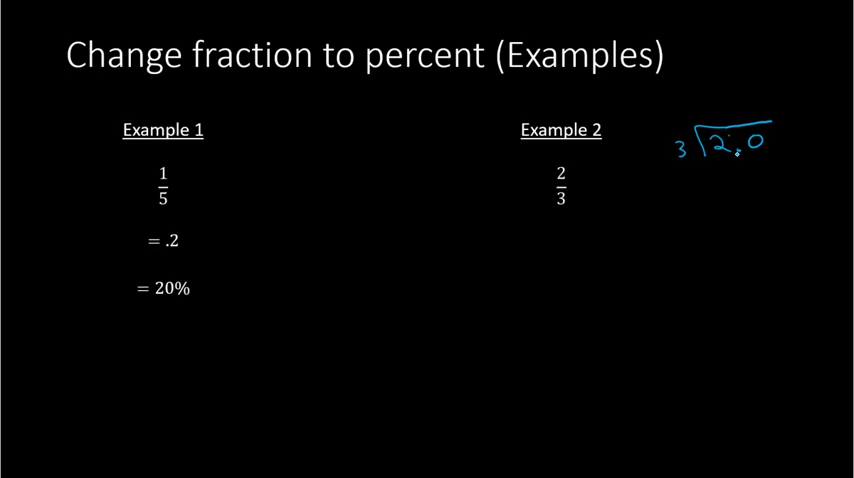 Change fraction to percent (Examples)
Example 1
1
5
= .2
= 20%
Example 2
2
3
3 2.0